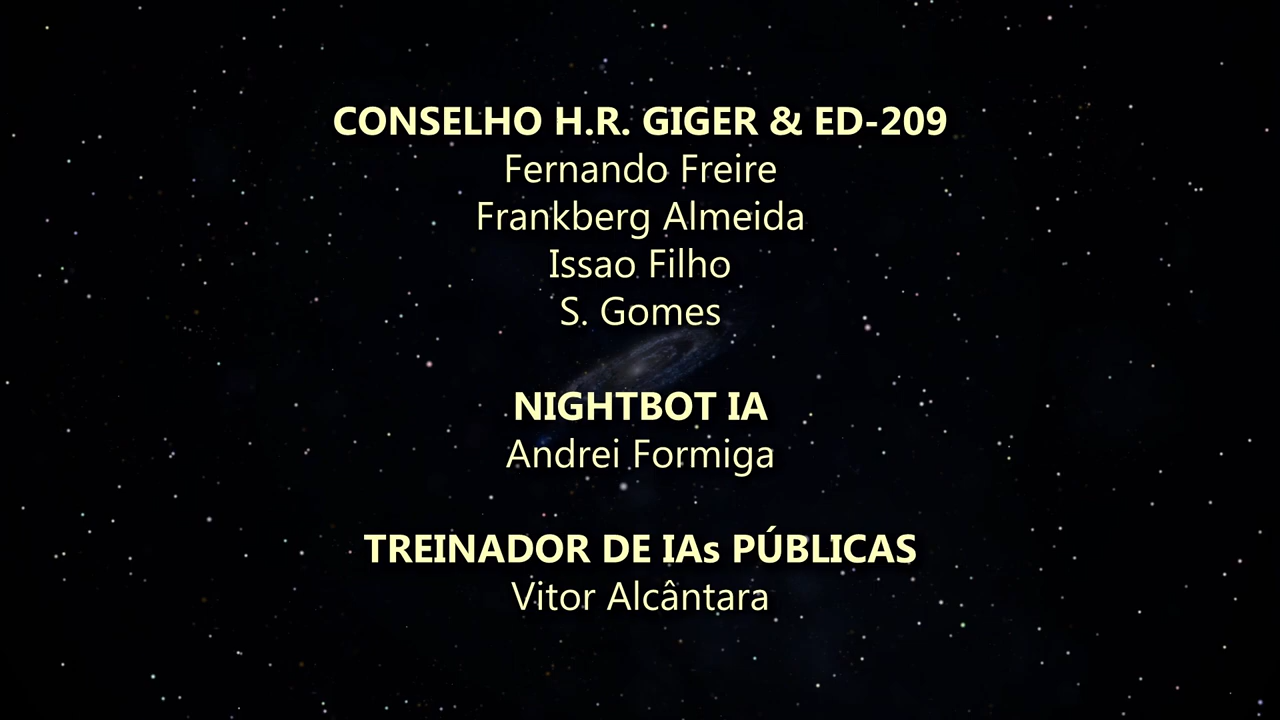 CONSELHO H.R. GIGER & ED-209
Fernando Freire
Frankberg Almeida
Issao Filho
S. Gomes
NIGHTBOT IA
Andrei Formiga
TREINADOR DE IAs PÚBLICAS
Vitor Alcântara